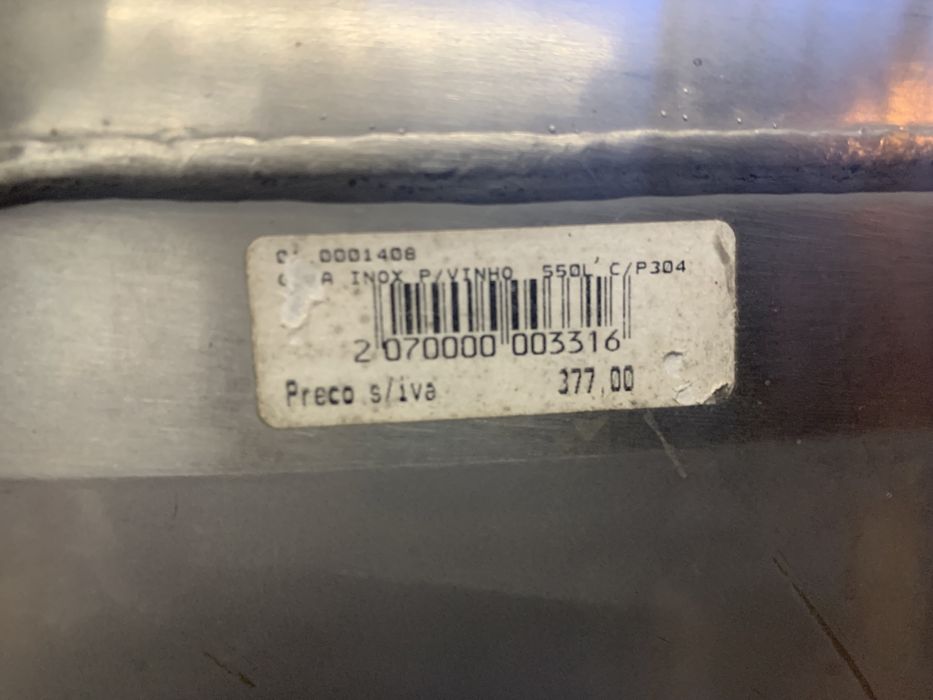 0001408
INOX P/VINHO 550L C/P304
2 070000 003316
Preco s/iva 377,00